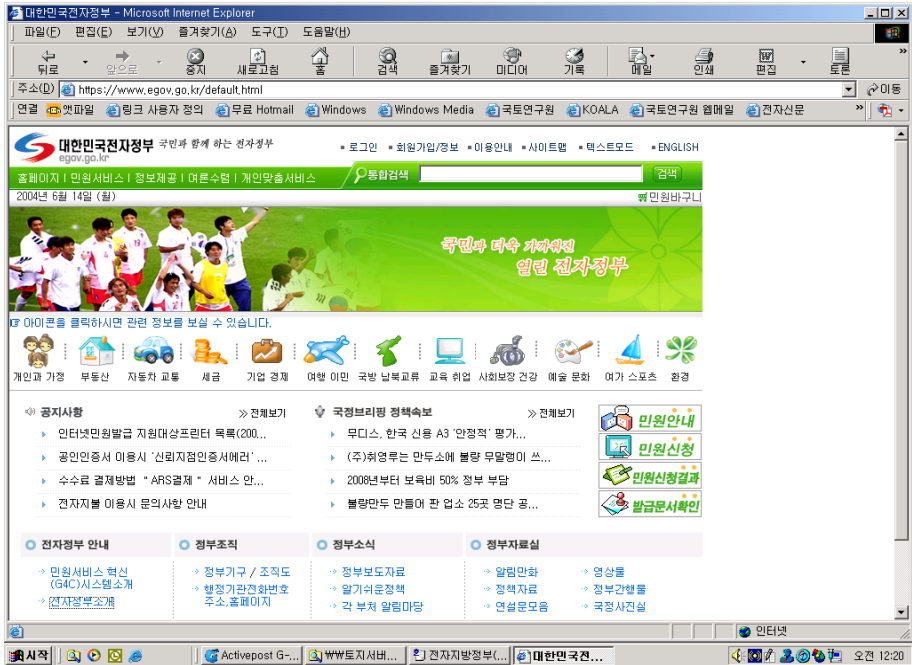 대한민국전자정부 - Microsoft Internet Explorer
파일(F) 편집(E) 보기(V) 즐겨찾기(A) 도구(T) 도움말(H)
뒤로 앞으로 중지 새로고침 홈 검색 즐겨찾기 미디어 기록 메일 인쇄 편집 토론
주소(D) https://www.egov.go.kr/default.html 이동
연결 앳파일 링크 사용자 정의 무료 Hotmail Windows Windows Media 국토연구원 KOALA 국토연구원 웹메일 전자신문
대한민국전자정부 국민과 함께 하는 전자정부
egov.go.kr
로그인 회원가입/정보 이용안내 사이트맵 텍스트모드 ENGLISH
홈페이지 | 민원서비스 | 정보제공 | 여론수렴 | 개인맞춤서비스 통합검색 검색
2004년 6월 14일 (월) 민원바구니
국민과 더욱 가까워진
열린 전자정부
☞ 아이콘을 클릭하시면 관련 정보를 보실 수 있습니다.
개인과 가정 부동산 자동차 교통 세금 기업 경제 여행 이민 국방 남북교류 교육 취업 사회보장 건강 예술 문화 여가 스포츠 환경
공지사항 >> 전체보기
인터넷민원발급 지원대상프린터 목록(200...
공인인증서 이용시 '신뢰지점인증서에러' ...
수수료 결제방법 "ARS결제" 서비스 안...
전자지불 이용시 문의사항 안내
국정브리핑 정책속보 >> 전체보기
무디스, 한국 신용 A3 '안정적' 평가...
(주)취영루는 만두소에 불량 무말랭이 쓰...
2008년부터 보육비 50% 정부 부담
불량만두 만들어 판 업소 25곳 명단 공...
민원안내
민원신청
민원신청결과
발급문서확인
전자정부 안내
민원서비스 혁신
(G4C)시스템소개
전자정부소개
정부조직
정부기구 / 조직도
행정기관전화번호
주소,홈페이지
정부소식
정부보도자료
알기쉬운정책
각 부처 알림마당
정부자료실
알림만화
정책자료
연설문모음
영상물
정부간행물
국정사진실
인터넷
시작 Activepost G-... ₩₩토지서버... 전자지방정부(... 대한민국전... 오전 12:20